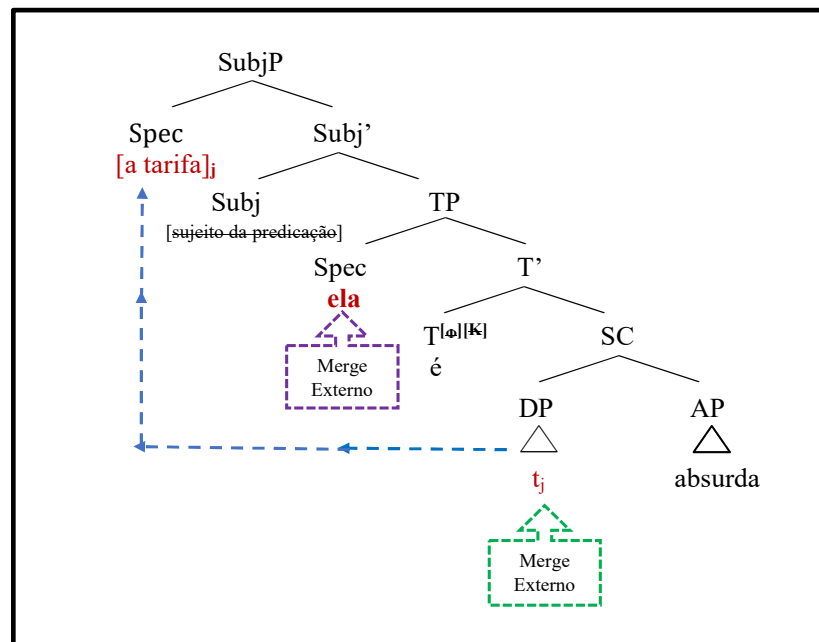 SubjP
Spec Subj’
[a tarifa]j
Subj TP
[sujeito da predicação]
Spec T’
ela
T[Φ][K] SC
é
Merge
Externo
DP AP
tj absurda
Merge
Externo